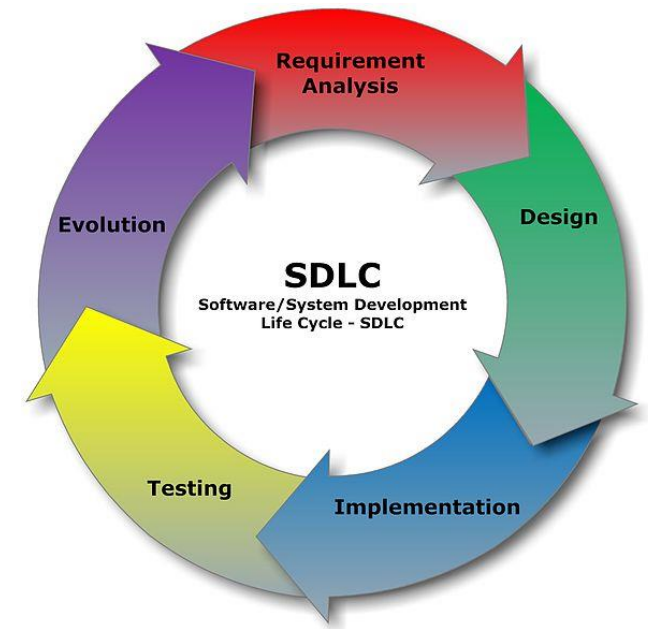 Requirement
Analysis
Design
Evolution
SDLC
Software/System Development
Life Cycle - SDLC
Testing
Implementation